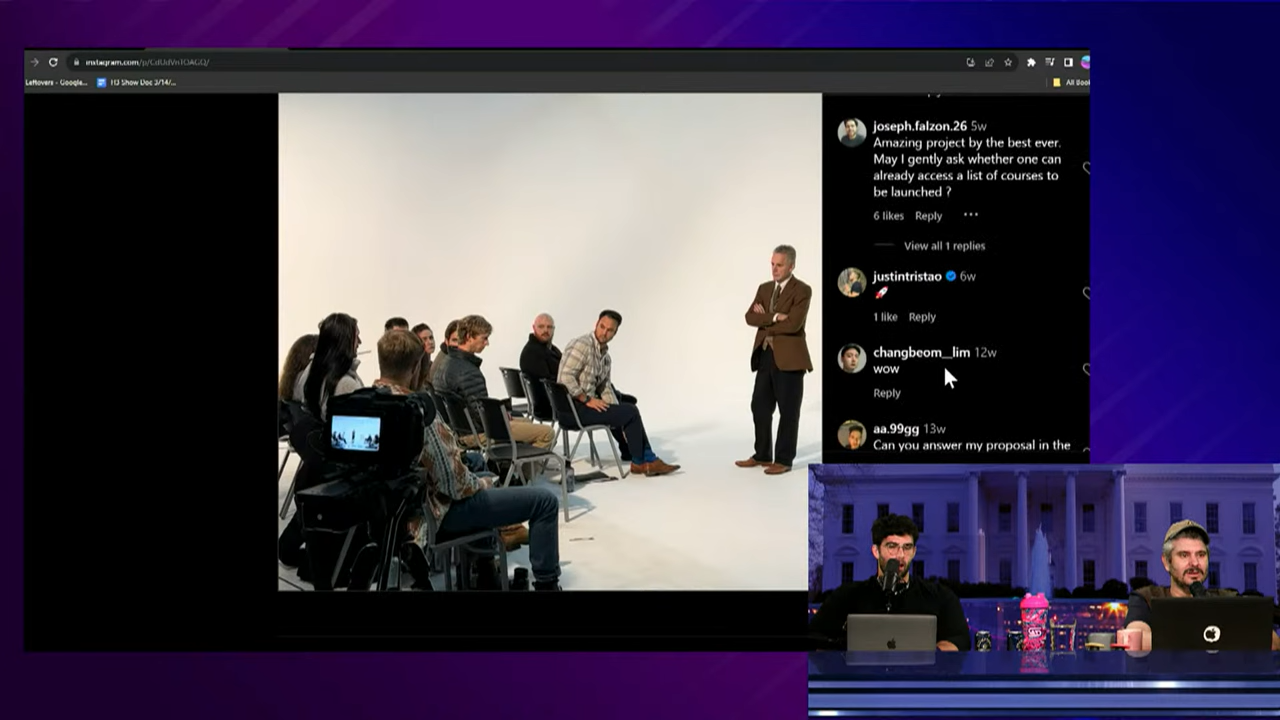 instagram.com/p/
Leftovers - Google...
H3 Show Doc 3/14/...
All Book
joseph.falzon.26 5w
Amazing project by the best ever.
May I gently ask whether one can
already access a list of courses to
be launched ?
6 likes Reply ...
View all 1 replies
justintristao 6w
🚀
1 like Reply
changbeom__lim 12w
wow
Reply
aa.99gg 13w
Can you answer my proposal in the